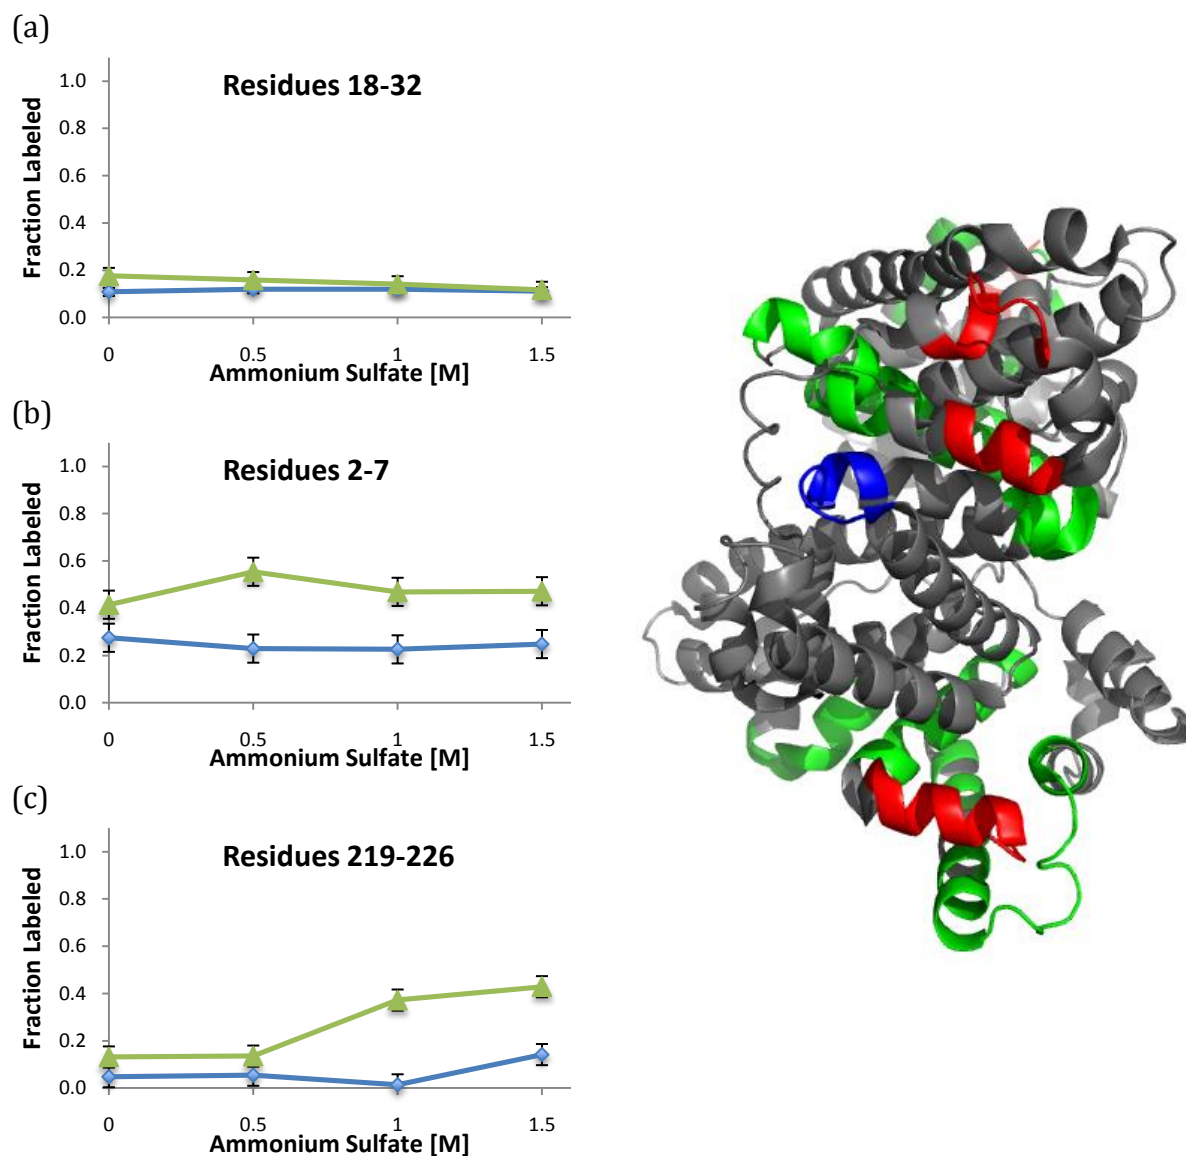 (a)
Residues 18-32
Fraction Labeled
1.0
0.8
0.6
0.4
0.2
0.0
0 0.5 1 1.5
Ammonium Sulfate [M]
(b)
Residues 2-7
Fraction Labeled
1.0
0.8
0.6
0.4
0.2
0.0
0 0.5 1 1.5
Ammonium Sulfate [M]
(c)
Residues 219-226
Fraction Labeled
1.0
0.8
0.6
0.4
0.2
0.0
0 0.5 1 1.5
Ammonium Sulfate [M]